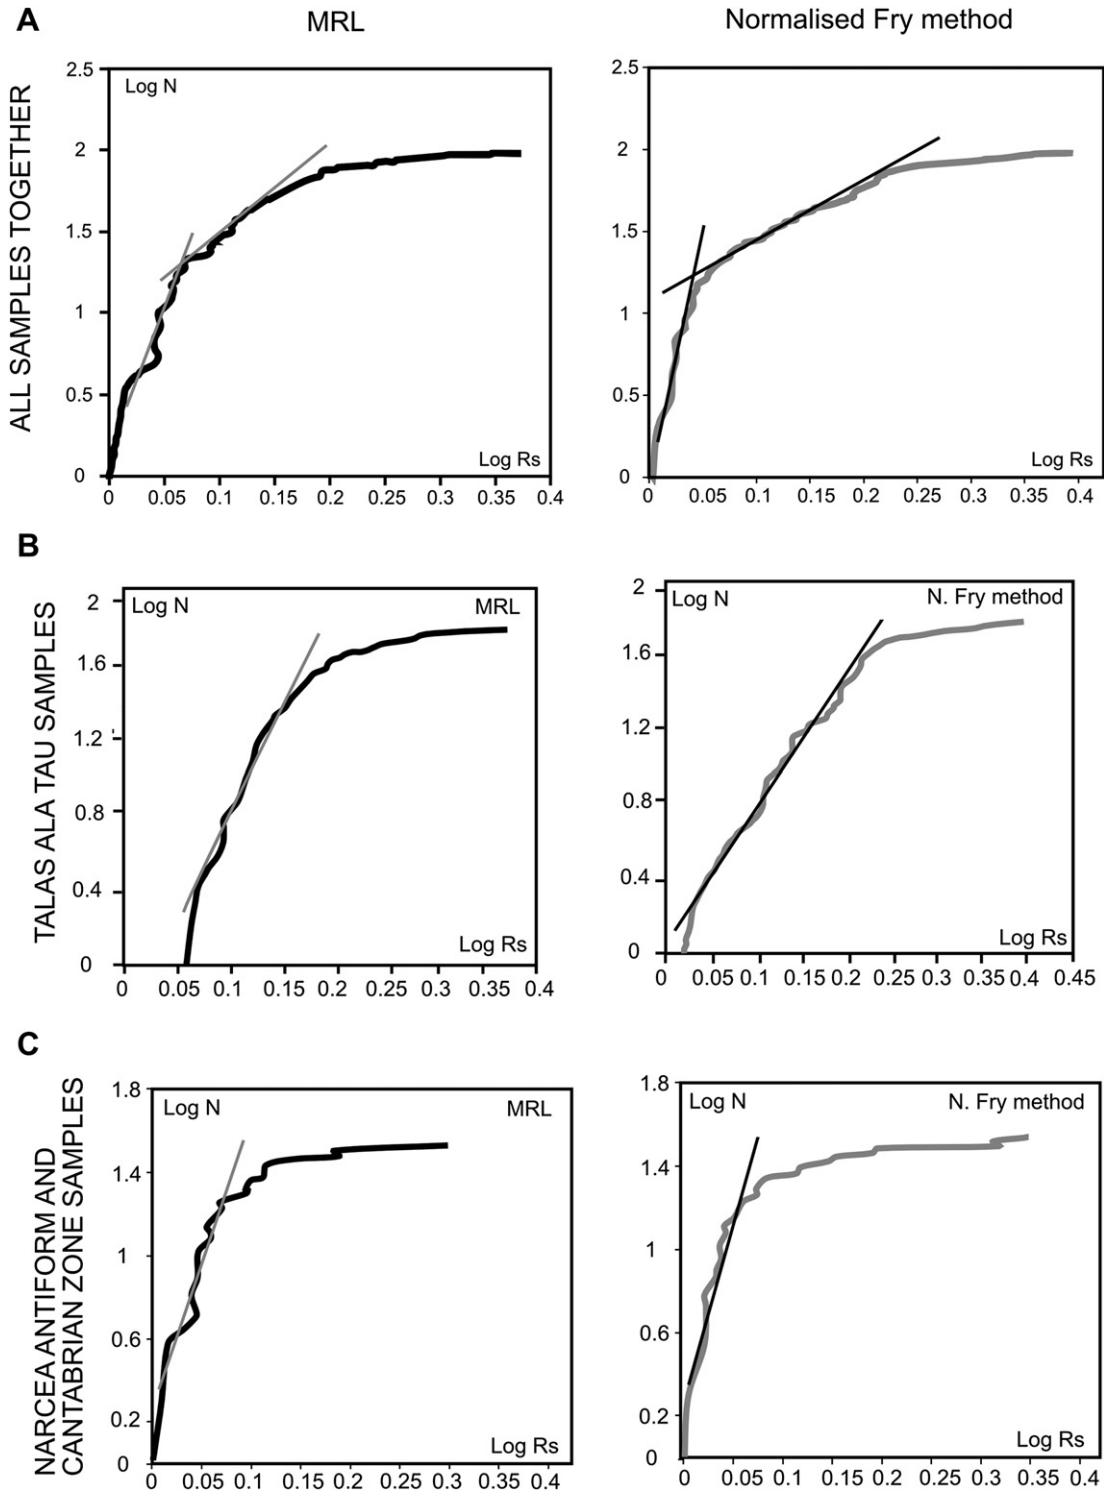 A
MRL
Normalised Fry method
ALL SAMPLES TOGETHER
2.5
Log N
2
1.5
1
0.5
0
Log Rs
0 0.05 0.1 0.15 0.2 0.25 0.3 0.35 0.4
2.5
2
1.5
1
0.5
0
Log Rs
0 0.05 0.1 0.15 0.2 0.25 0.3 0.35 0.4
B
TALAS ALA TAU SAMPLES
2
Log N
MRL
1.6
1.2
0.8
0.4
0
Log Rs
0 0.05 0.1 0.15 0.2 0.3 0.35 0.4
2
Log N
N. Fry method
1.6
1.2
0.8
0.4
0
Log Rs
0 0.05 0.1 0.15 0.2 0.3 0.35 0.4 0.45
C
NARCEA ANTIFORM AND
CANTABRIAN ZONE SAMPLES
1.8
Log N
MRL
1.4
1
0.6
0.2
0
Log Rs
0 0.05 0.1 0.15 0.2 0.25 0.3 0.35 0.4
1.8
Log N
N. Fry method
1.4
1
0.6
0.2
0
Log Rs
0 0.05 0.1 0.15 0.2 0.25 0.3 0.35 0.4